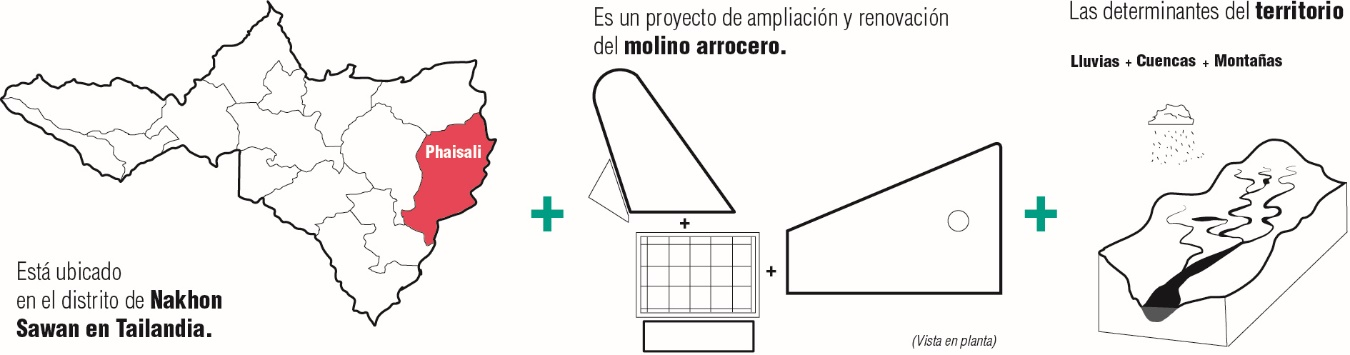 Phaisali
Está ubicado
en el distrito de Nakhon
Sawan en Tailandia.
+
Es un proyecto de ampliación y renovación
del molino arrocero.
+
+
(Vista en planta)
+
Las determinantes del territorio
Lluvias + Cuencas + Montañas